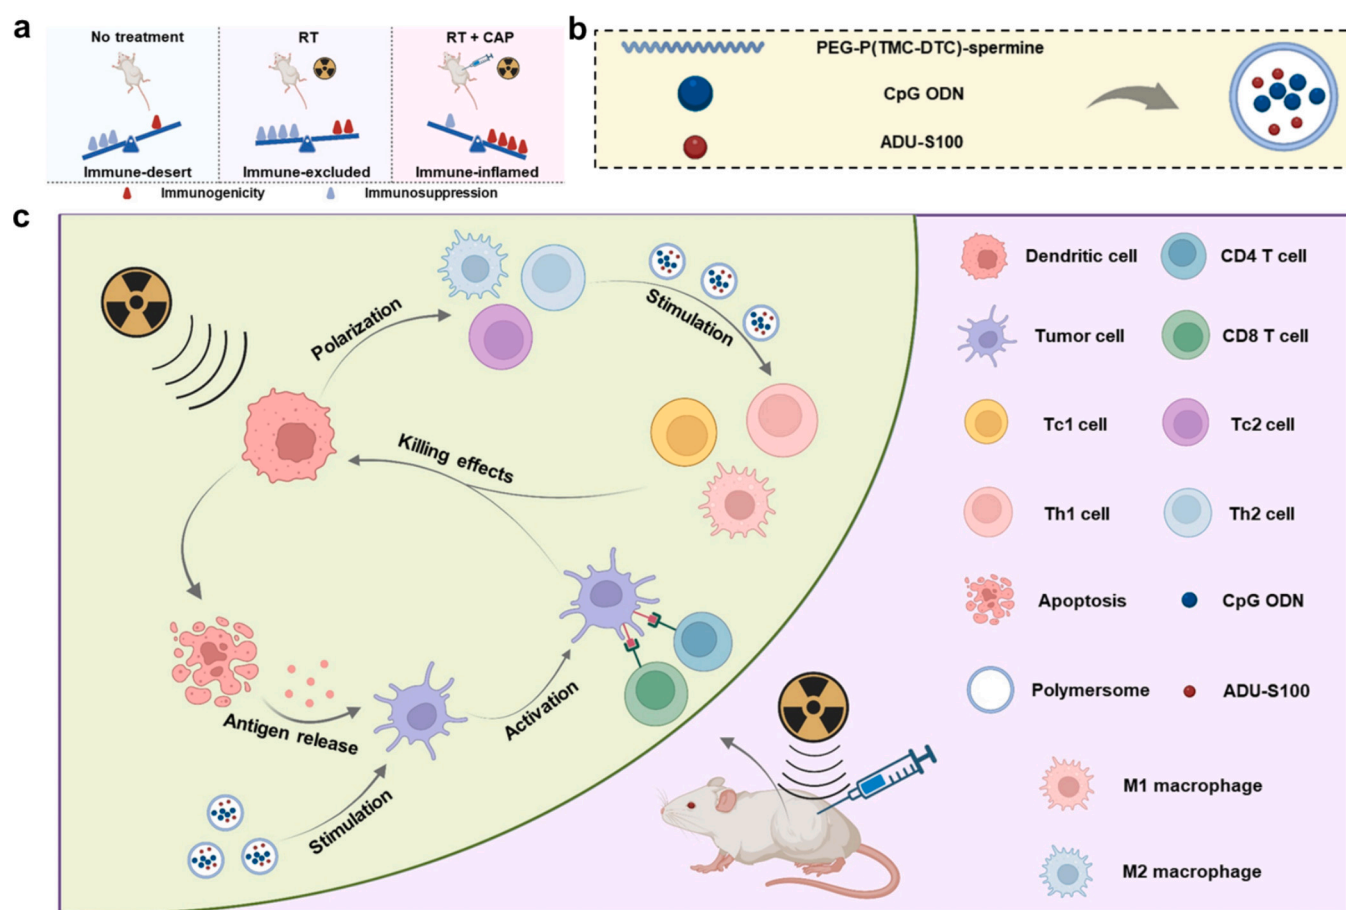 a
No treatment
RT
RT + CAP
Immune-desert
Immune-excluded
Immune-inflamed
Immunogenicity
Immunosuppression
b
PEG-P(TMC-DTC)-spermine
CpG ODN
ADU-S100
c
Polarization
Stimulation
Killing effects
Antigen release
Activation
Stimulation
Dendritic cell
CD4 T cell
Tumor cell
CD8 T cell
Tc1 cell
Tc2 cell
Th1 cell
Th2 cell
Apoptosis
CpG ODN
Polymersome
ADU-S100
M1 macrophage
M2 macrophage